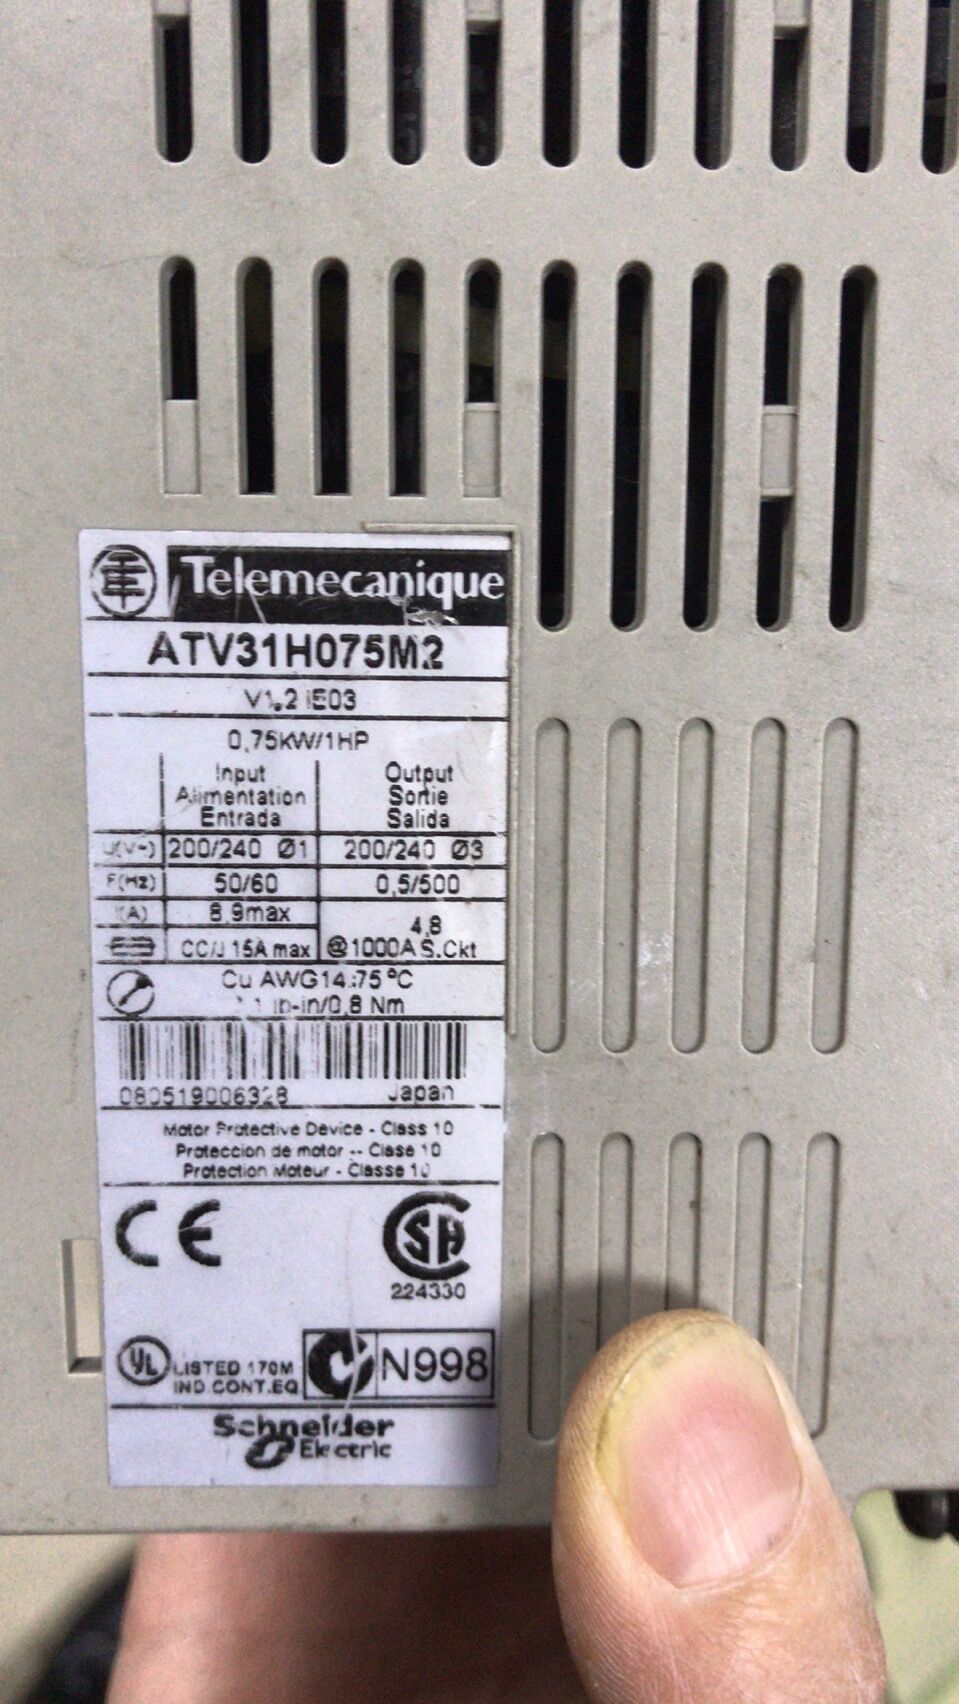 Telemecanique
ATV31H075M2
V1.2 IE03
0,75kW/1HP
Input Output
Alimentation Sortie
Entrada Salida
U(V~) 200/240 Ø1 200/240 Ø3
F(Hz) 50/60 0,5/500
I(A) 8,9max 4,8
CC/J 15A max @1000A S.Ckt
Cu AWG14 75°C
lb-in/0,8 Nm
Japan
Motor Protective Device - Class 10
Proteccion de motor -- Clase 10
Protection Moteur - Classe 10
CE SA
224330
UL LISTED 170M N998
IND.CONT.EQ
Schneider
Electric